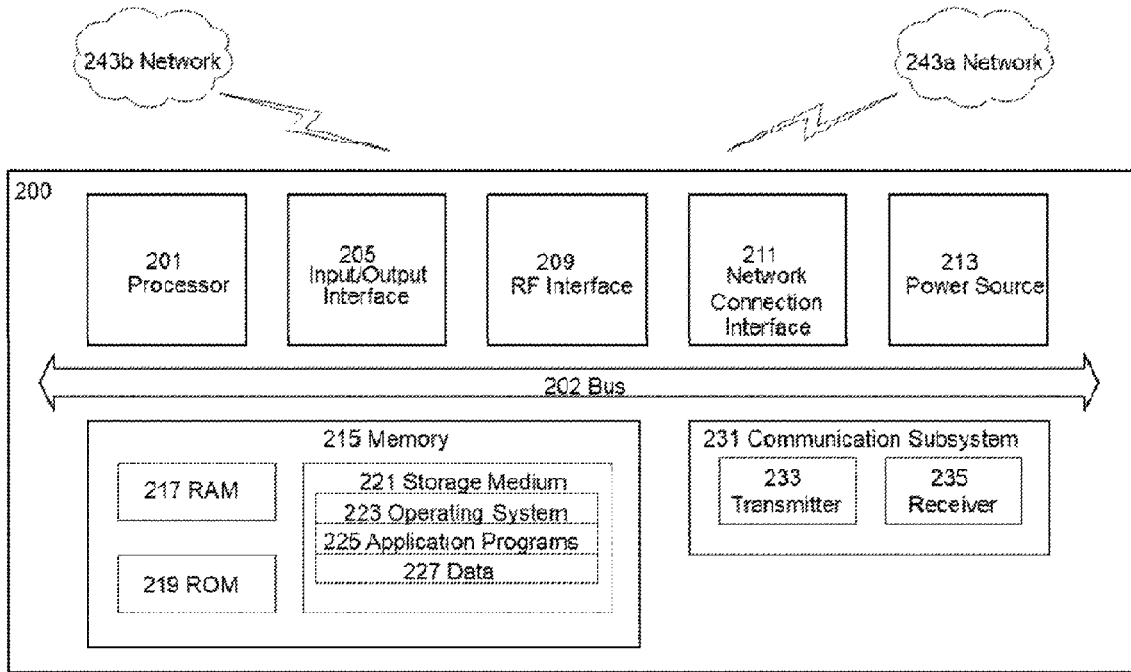 243b Network
243a Network
200
201
Processor
205
Input/Output
Interface
209
RF Interface
211
Network
Connection
Interface
213
Power Source
202 Bus
215 Memory
217 RAM
219 ROM
221 Storage Medium
223 Operating System
225 Application Programs
227 Data
231 Communication Subsystem
233
Transmitter
235
Receiver